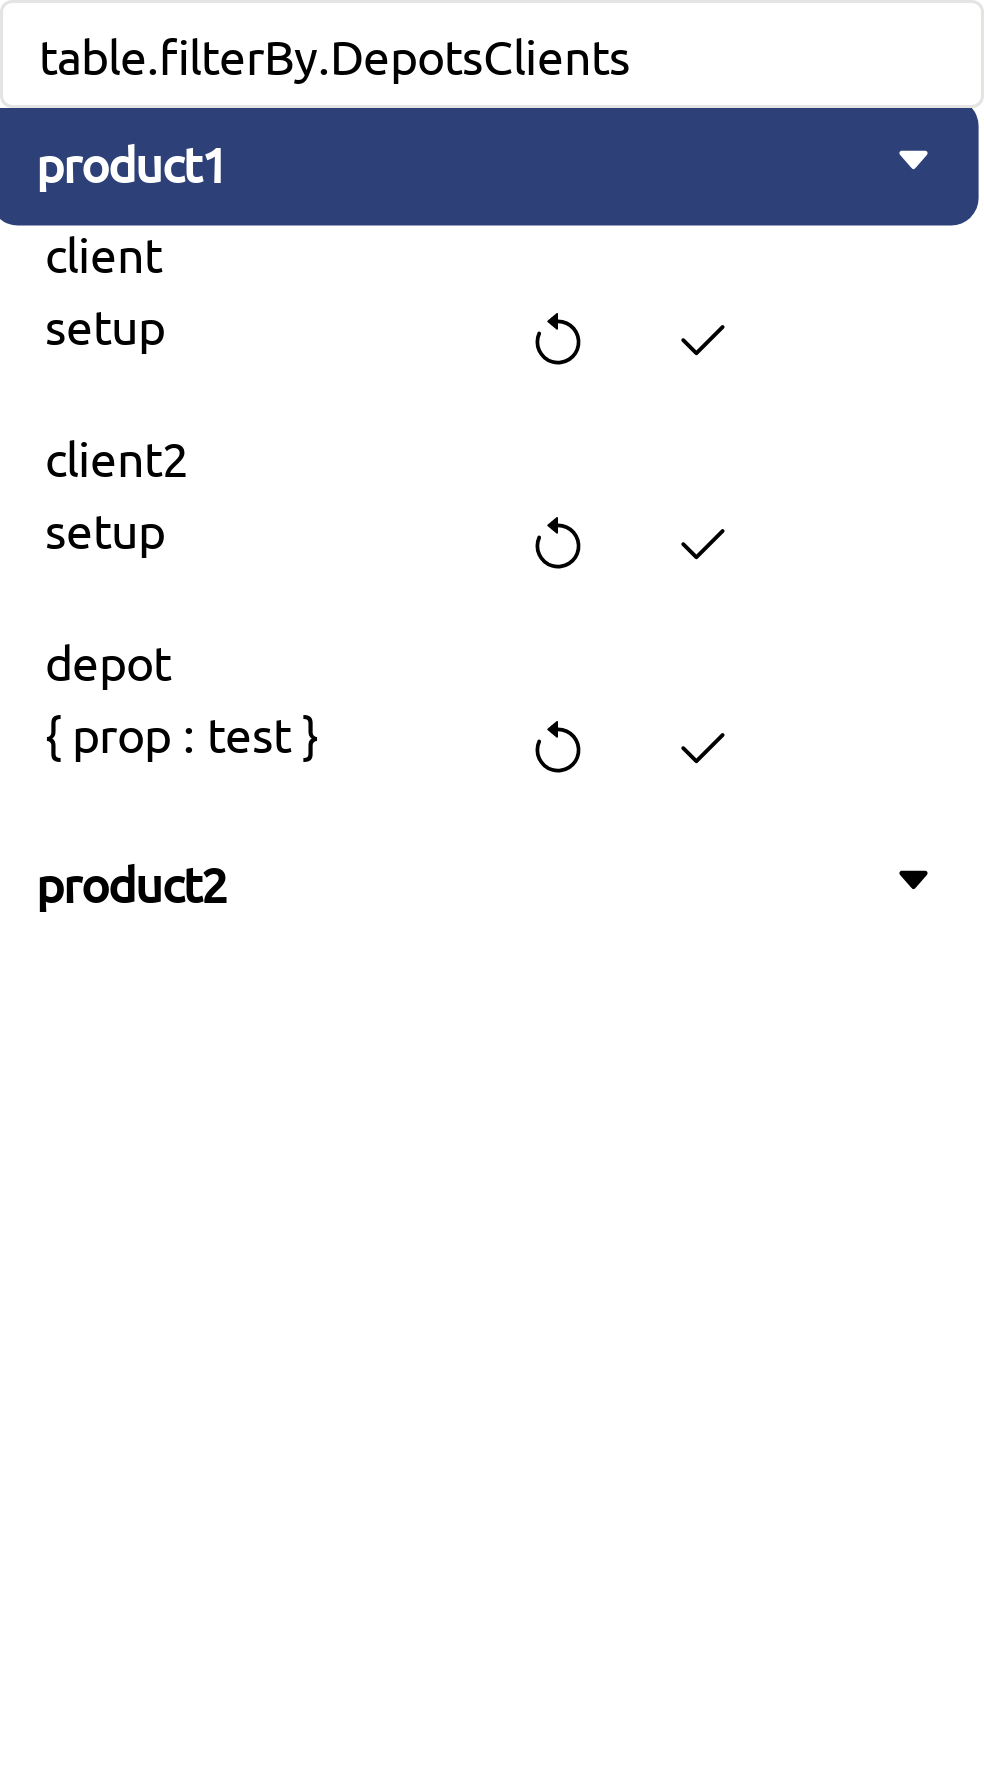 table.filterBy.DepotsClients
product1
client
setup
client2
setup
depot
{ prop : test }
product2